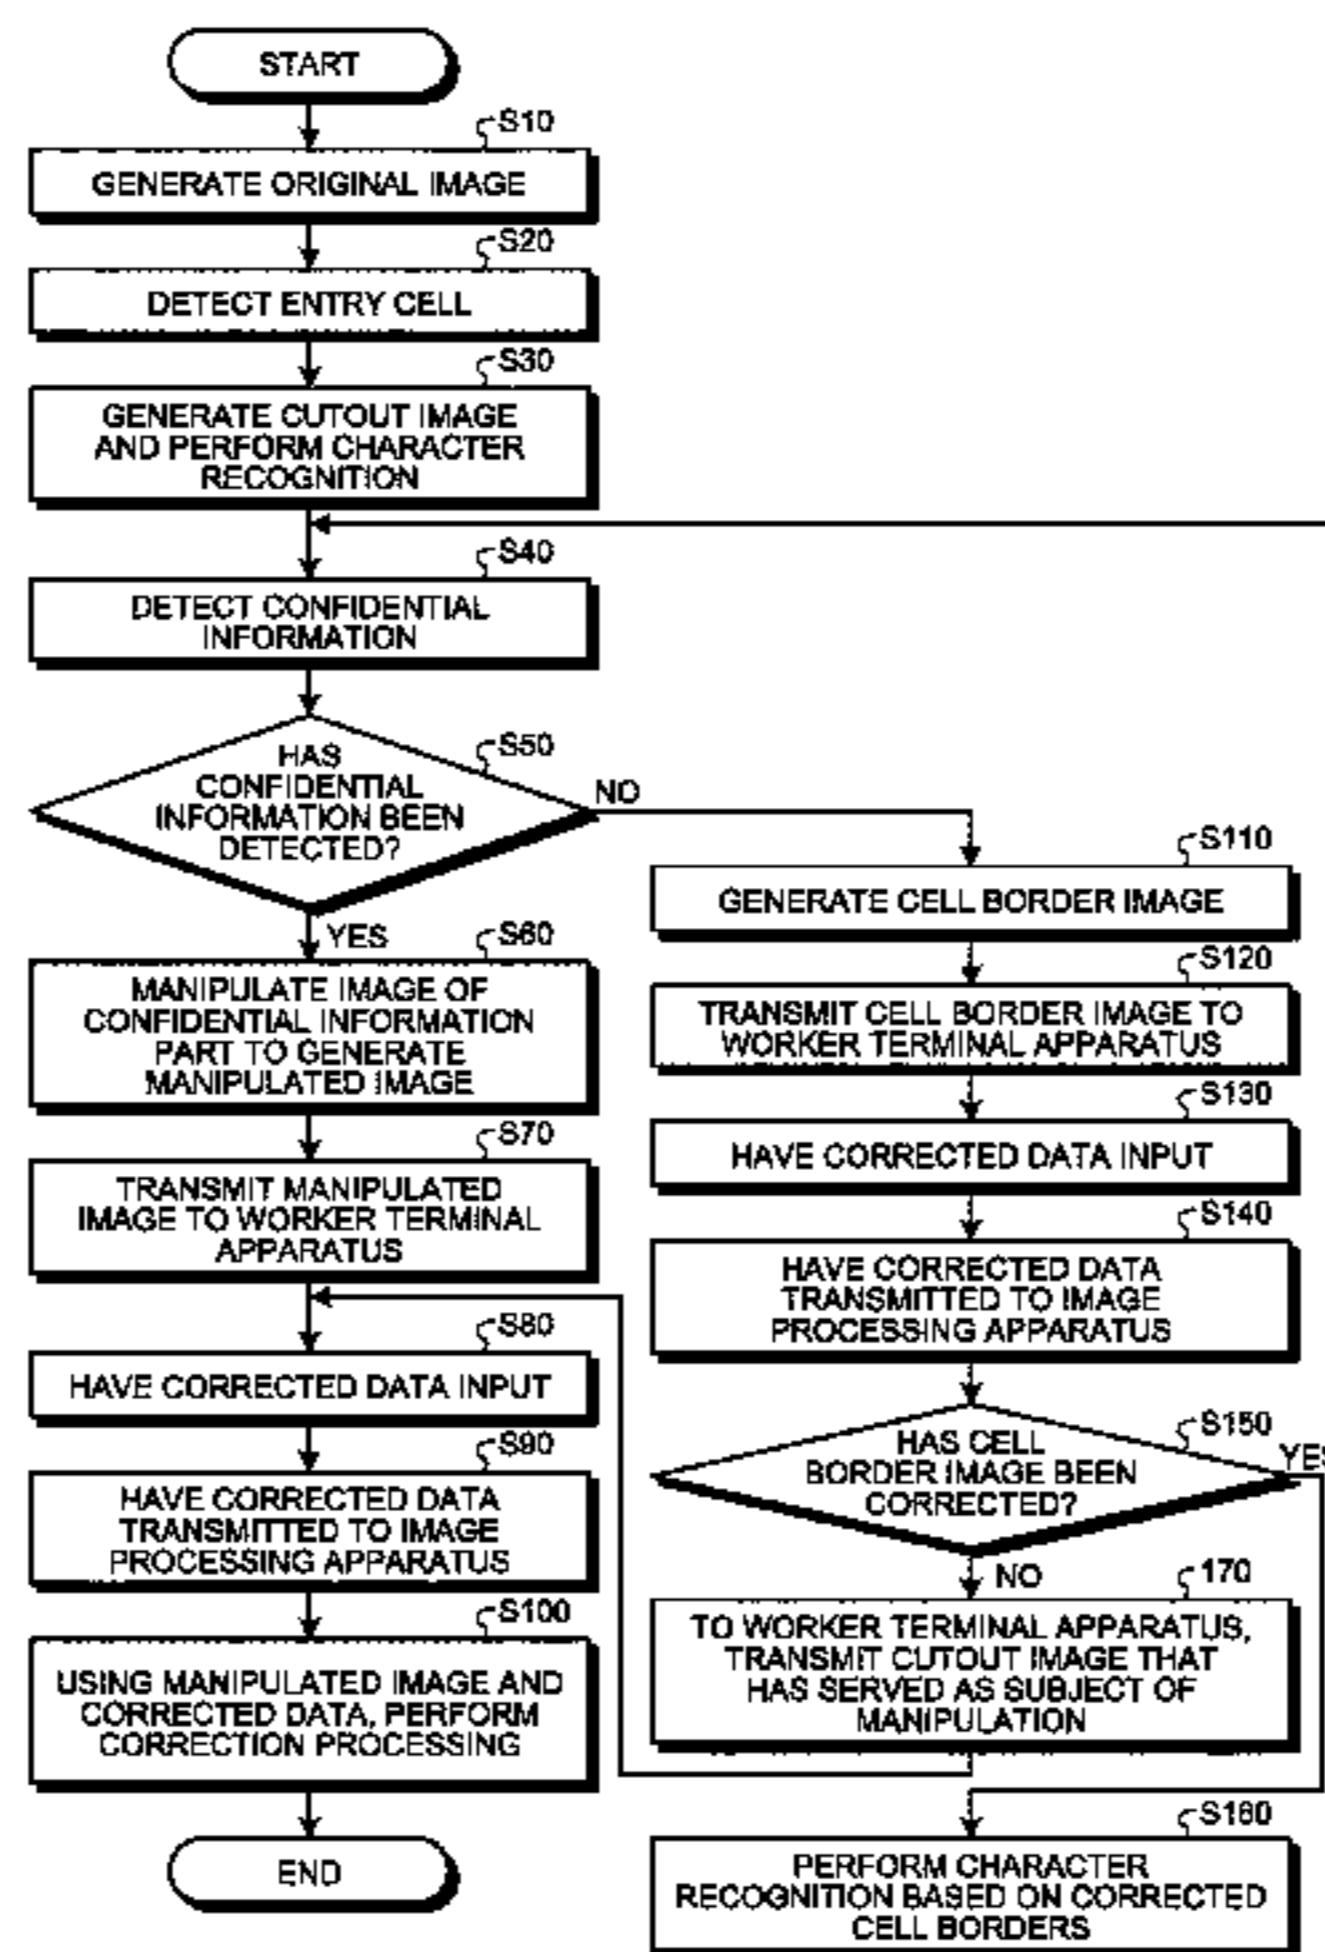 START
S10
GENERATE ORIGINAL IMAGE
S20
DETECT ENTRY CELL
S30
GENERATE CUTOUT IMAGE
AND PERFORM CHARACTER
RECOGNITION
S40
DETECT CONFIDENTIAL
INFORMATION
S50
HAS
CONFIDENTIAL
INFORMATION BEEN
DETECTED?
NO
YES
S60
MANIPULATE IMAGE OF
CONFIDENTIAL INFORMATION
PART TO GENERATE
MANIPULATED IMAGE
S70
TRANSMIT MANIPULATED
IMAGE TO WORKER TERMINAL
APPARATUS
S80
HAVE CORRECTED DATA INPUT
S90
HAVE CORRECTED DATA
TRANSMITTED TO IMAGE
PROCESSING APPARATUS
S100
USING MANIPULATED IMAGE AND
CORRECTED DATA, PERFORM
CORRECTION PROCESSING
END
S110
GENERATE CELL BORDER IMAGE
S120
TRANSMIT CELL BORDER IMAGE TO
WORKER TERMINAL APPARATUS
S130
HAVE CORRECTED DATA INPUT
S140
HAVE CORRECTED DATA
TRANSMITTED TO IMAGE
PROCESSING APPARATUS
S150
HAS CELL
BORDER IMAGE BEEN
CORRECTED?
YES
NO
170
TO WORKER TERMINAL APPARATUS,
TRANSMIT CUTOUT IMAGE THAT
HAS SERVED AS SUBJECT OF
MANIPULATION
S160
PERFORM CHARACTER
RECOGNITION BASED ON CORRECTED
CELL BORDERS